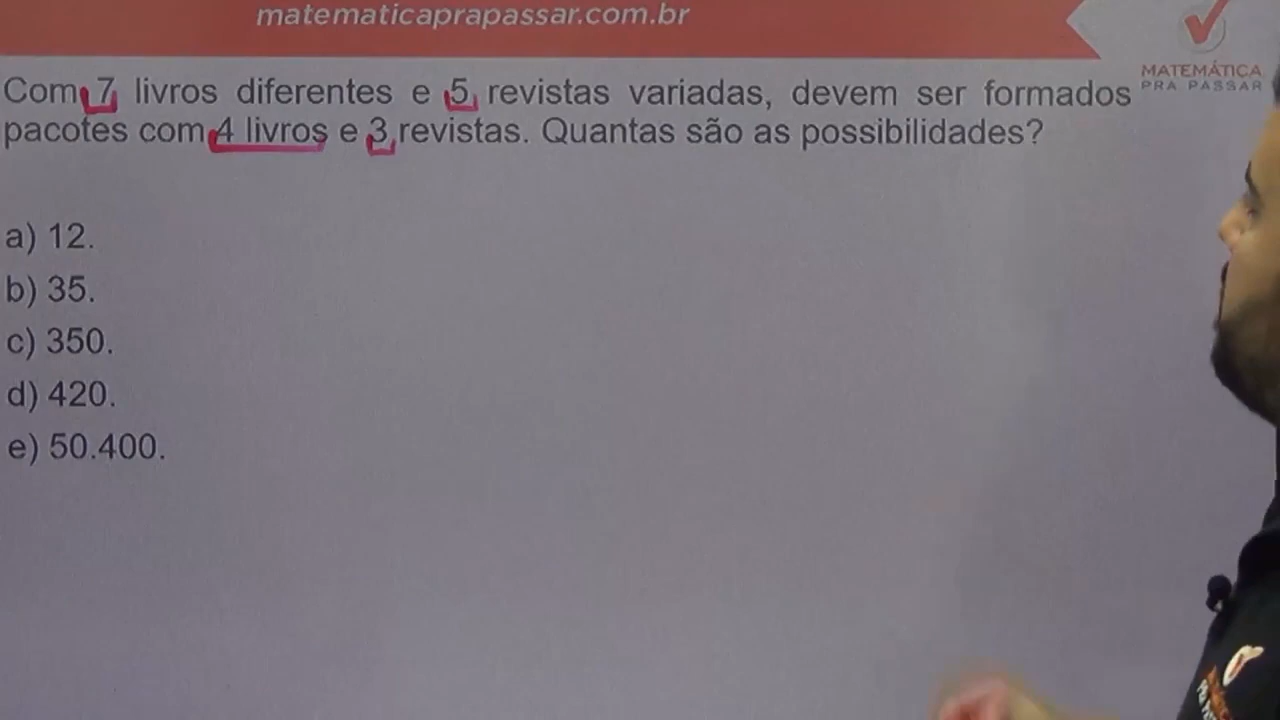 matematicaprapassar.com.br
MATEMÁTICA
PRA PASSAR
Com 7 livros diferentes e 5 revistas variadas, devem ser formados
pacotes com 4 livros e 3 revistas. Quantas são as possibilidades?
a) 12.
b) 35.
c) 350.
d) 420.
e) 50.400.